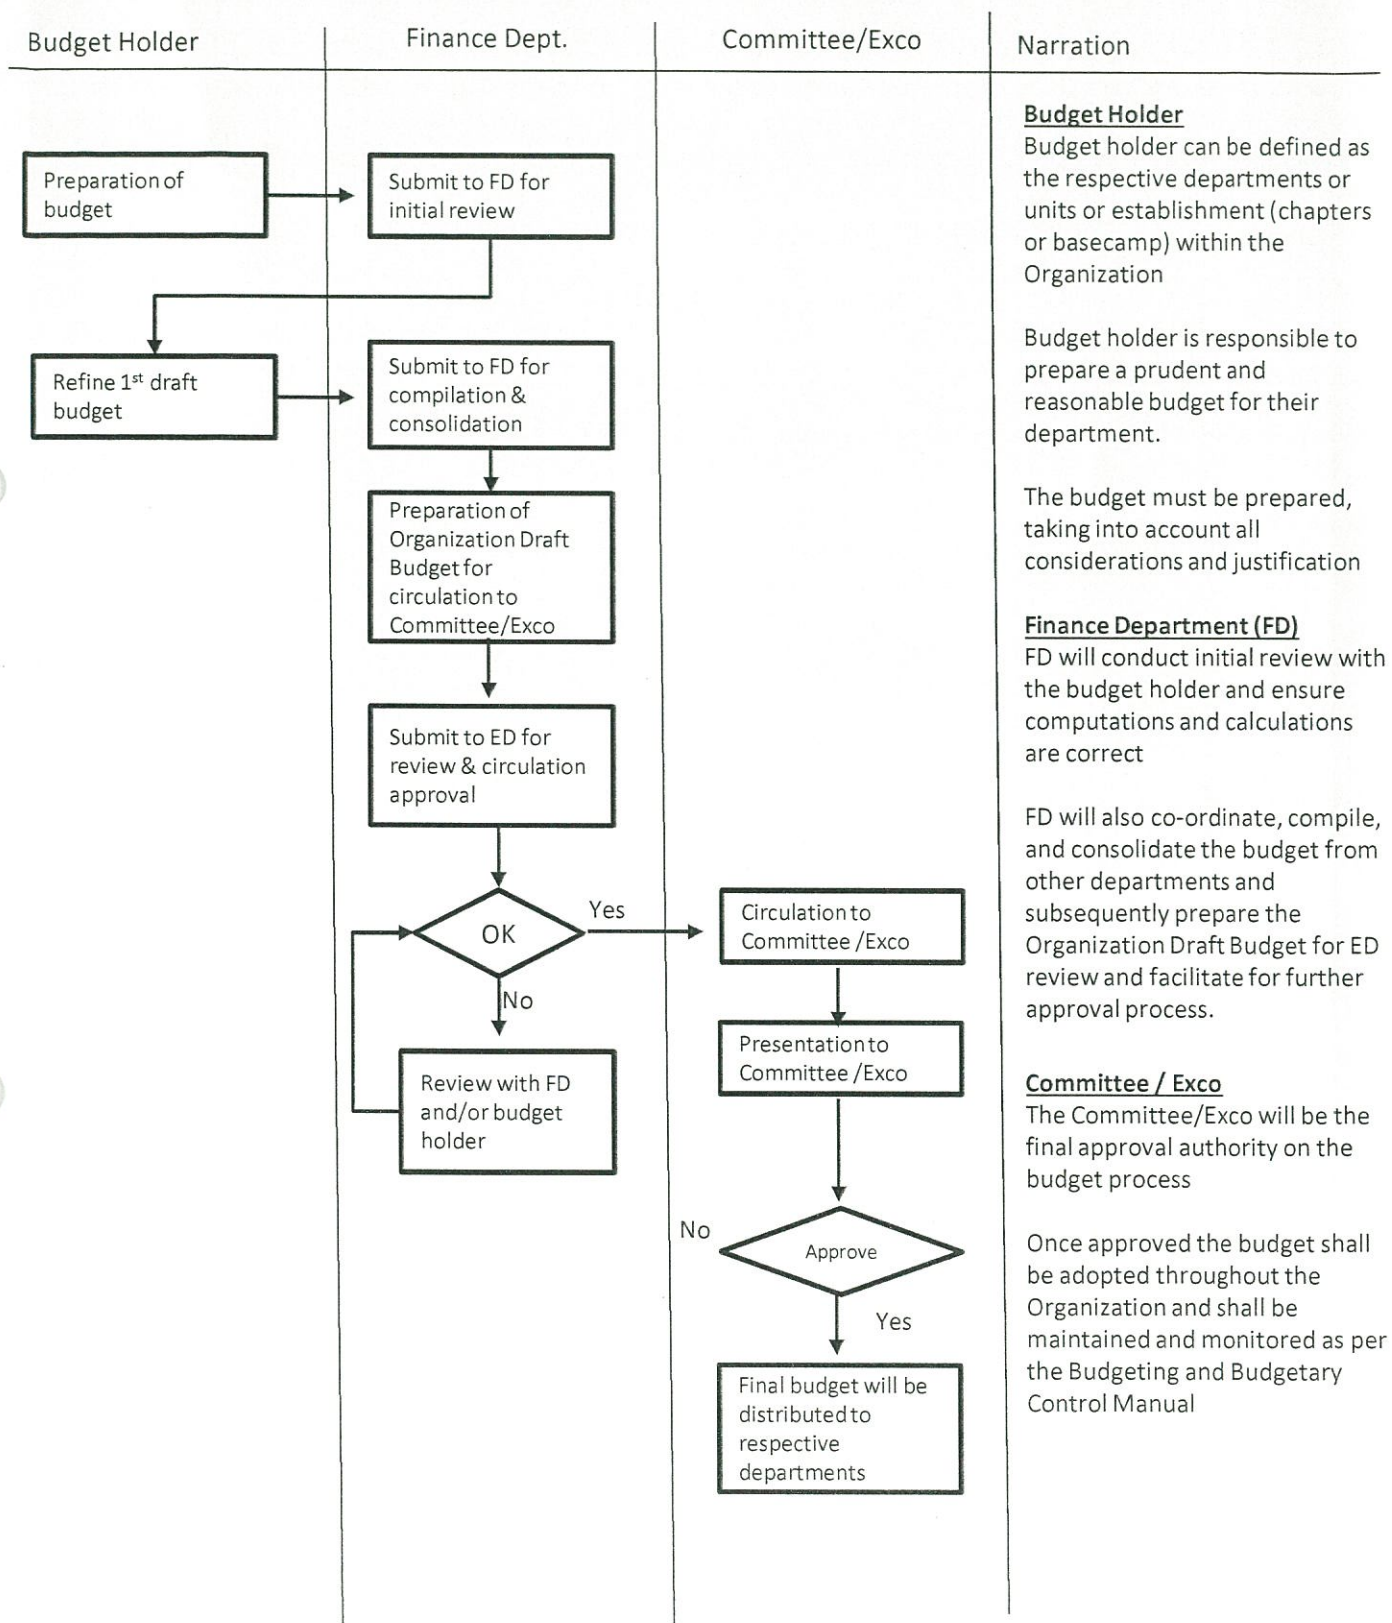 Budget Holder
Finance Dept.
Committee/Exco
Narration
Preparation of
budget
Submit to FD for
initial review
Refine 1st draft
budget
Submit to FD for
compilation &
consolidation
Preparation of
Organization Draft
Budget for
circulation to
Committee/Exco
Submit to ED for
review & circulation
approval
OK
Yes
No
Review with FD
and/or budget
holder
Circulation to
Committee /Exco
Presentation to
Committee /Exco
Approve
No
Yes
Final budget will be
distributed to
respective
departments
Budget Holder
Budget holder can be defined as
the respective departments or
units or establishment (chapters
or basecamp) within the
Organization
Budget holder is responsible to
prepare a prudent and
reasonable budget for their
department.
The budget must be prepared,
taking into account all
considerations and justification
Finance Department (FD)
FD will conduct initial review with
the budget holder and ensure
computations and calculations
are correct
FD will also co-ordinate, compile,
and consolidate the budget from
other departments and
subsequently prepare the
Organization Draft Budget for ED
review and facilitate for further
approval process.
Committee / Exco
The Committee/Exco will be the
final approval authority on the
budget process
Once approved the budget shall
be adopted throughout the
Organization and shall be
maintained and monitored as per
the Budgeting and Budgetary
Control Manual